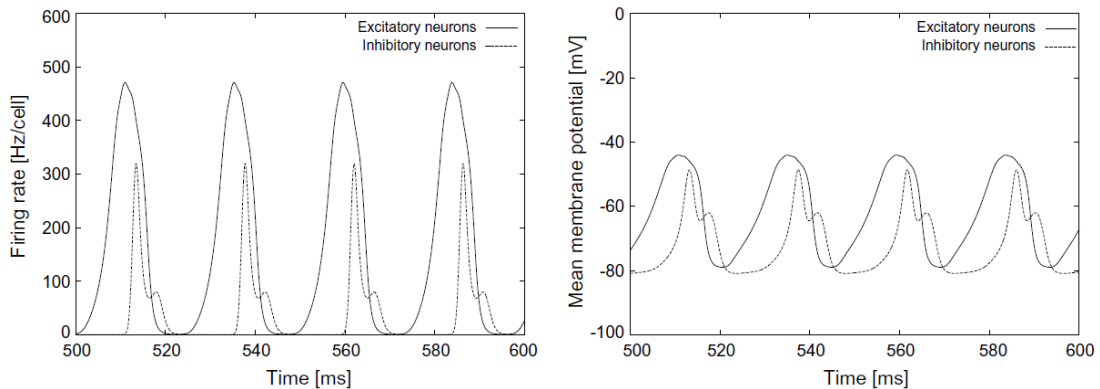 600
500
400
300
200
100
0
Firing rate [Hz/cell]
Excitatory neurons
Inhibitory neurons
500 520 540 560 580 600
Time [ms]
0
-20
-40
-60
-80
-100
Mean membrane potential [mV]
Excitatory neurons
Inhibitory neurons
500 520 540 560 580 600
Time [ms]